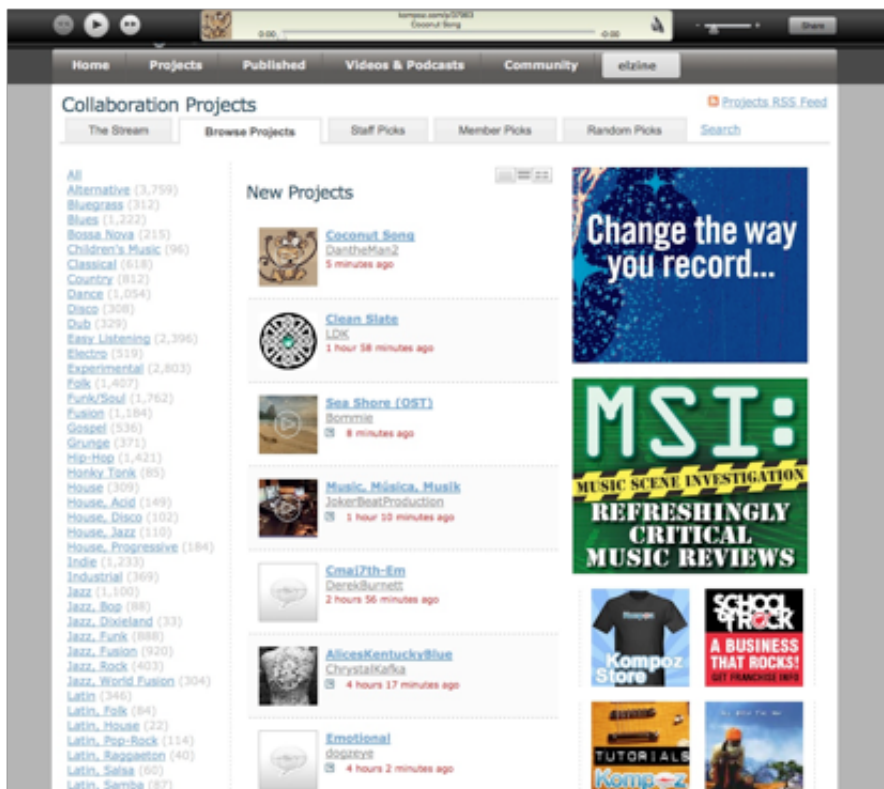 kompoz.com/p/37983
Coconut Song
0:00
-0:00
Share
Home Projects Published Videos & Podcasts Community elzine
Collaboration Projects
Projects RSS Feed
The Stream Browse Projects Staff Picks Member Picks Random Picks Search
All
Alternative (3,759)
Bluegrass (312)
Blues (1,222)
Bossa Nova (215)
Children's Music (96)
Classical (618)
Country (812)
Dance (1,054)
Disco (308)
Dub (329)
Easy Listening (2,396)
Electro (519)
Experimental (2,803)
Folk (1,407)
Funk/Soul (1,762)
Fusion (1,184)
Gospel (536)
Grunge (371)
Hip-Hop (1,421)
Honky Tonk (85)
House (309)
House, Acid (149)
House, Disco (102)
House, Jazz (110)
House, Progressive (184)
Indie (1,233)
Industrial (369)
Jazz (1,100)
Jazz, Bop (88)
Jazz, Dixieland (33)
Jazz, Funk (888)
Jazz, Fusion (920)
Jazz, Rock (403)
Jazz, World Fusion (304)
Latin (346)
Latin, Folk (84)
Latin, House (22)
Latin, Pop-Rock (114)
Latin, Raggaeton (40)
Latin, Salsa (60)
Latin, Samba (87)
New Projects
Coconut Song
DantheMan2
5 minutes ago
Clean Slate
LDK
1 hour 58 minutes ago
Sea Shore (OST)
Bommie
8 minutes ago
Music, Música, Musik
JokerBeatProduction
1 hour 10 minutes ago
Cmaj7th-Em
DerekBurnett
2 hours 56 minutes ago
AlicesKentuckyBlue
ChrystalKafka
4 hours 17 minutes ago
Emotional
dogzeye
4 hours 2 minutes ago
Change the way
you record...
MSI:
MUSIC SCENE INVESTIGATION
REFRESHINGLY
CRITICAL
MUSIC REVIEWS
Kompoz
Kompoz
Store
SCHOOL
of ROCK
A BUSINESS
THAT ROCKS!
GET FRANCHISE INFO
TUTORIALS
Kompoz